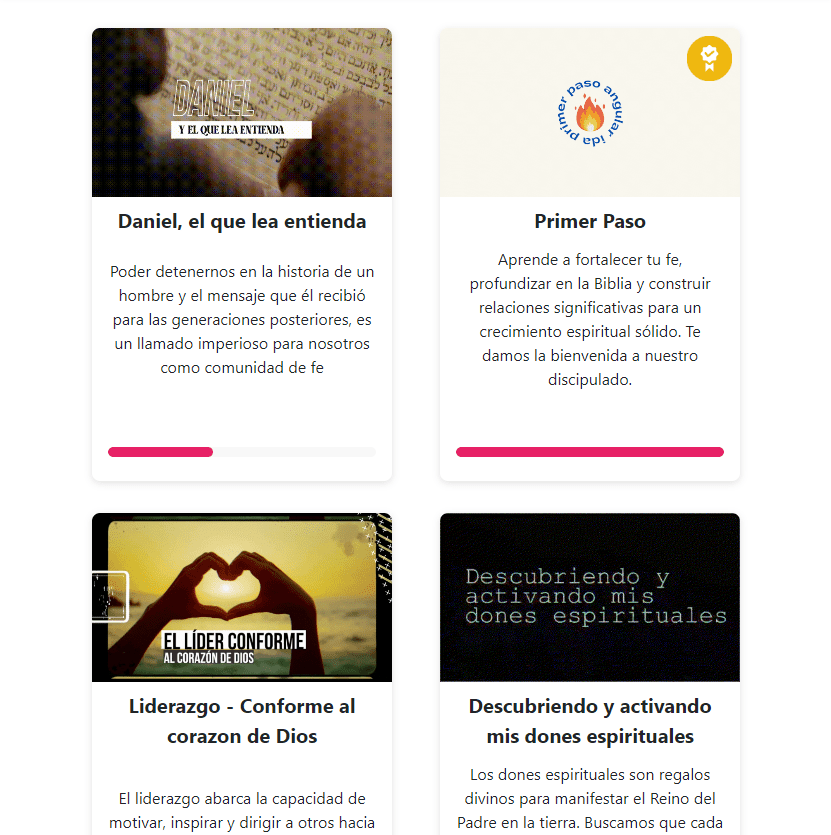 DANIEL
Y EL QUE LEA ENTIENDA
Daniel, el que lea entienda
Poder detenernos en la historia de un
hombre y el mensaje que él recibió
para las generaciones posteriores, es
un llamado imperioso para nosotros
como comunidad de fe
primer paso angular ida
Primer Paso
Aprende a fortalecer tu fe,
profundizar en la Biblia y construir
relaciones significativas para un
crecimiento espiritual sólido. Te
damos la bienvenida a nuestro
discipulado.
EL LÍDER CONFORME
AL CORAZÓN DE DIOS
Liderazgo - Conforme al
corazon de Dios
El liderazgo abarca la capacidad de
motivar, inspirar y dirigir a otros hacia
Descubriendo y
activando mis
dones espirituales
Descubriendo y activando
mis dones espirituales
Los dones espirituales son regalos
divinos para manifestar el Reino del
Padre en la tierra. Buscamos que cada